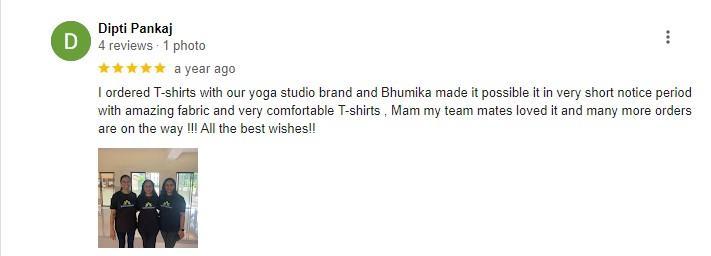 D
Dipti Pankaj
4 reviews · 1 photo
a year ago
I ordered T-shirts with our yoga studio brand and Bhumika made it possible it in very short notice period
with amazing fabric and very comfortable T-shirts , Mam my team mates loved it and many more orders
are on the way !!! All the best wishes!!